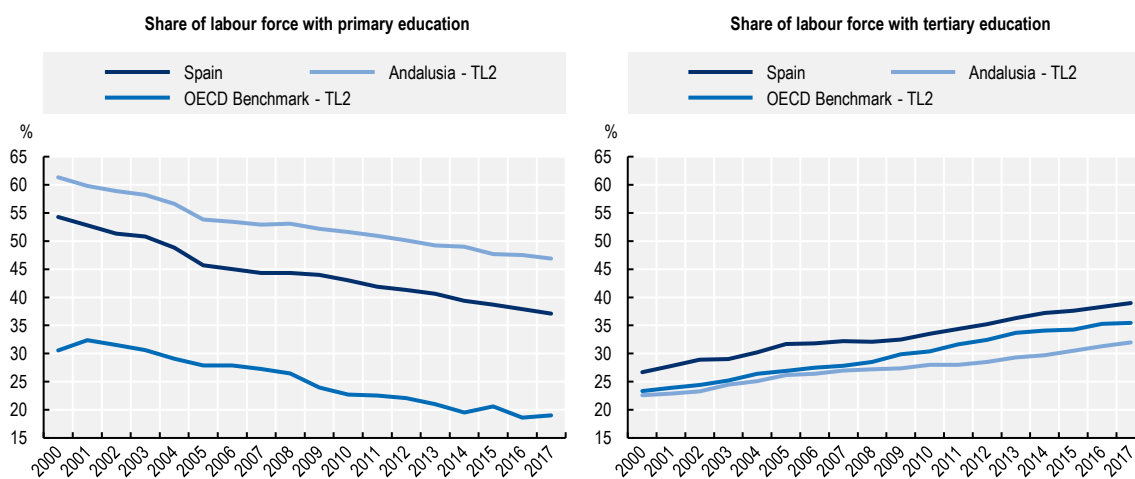 Share of labour force with primary education
Spain
Andalusia - TL2
OECD Benchmark - TL2
%
65
60
55
50
45
40
35
30
25
20
15
2000 2001 2002 2003 2004 2005 2006 2007 2008 2009 2010 2011 2012 2013 2014 2015 2016 2017
Share of labour force with tertiary education
Spain
Andalusia - TL2
OECD Benchmark - TL2
%
65
60
55
50
45
40
35
30
25
20
15
2000 2001 2002 2003 2004 2005 2006 2007 2008 2009 2010 2011 2012 2013 2014 2015 2016 2017